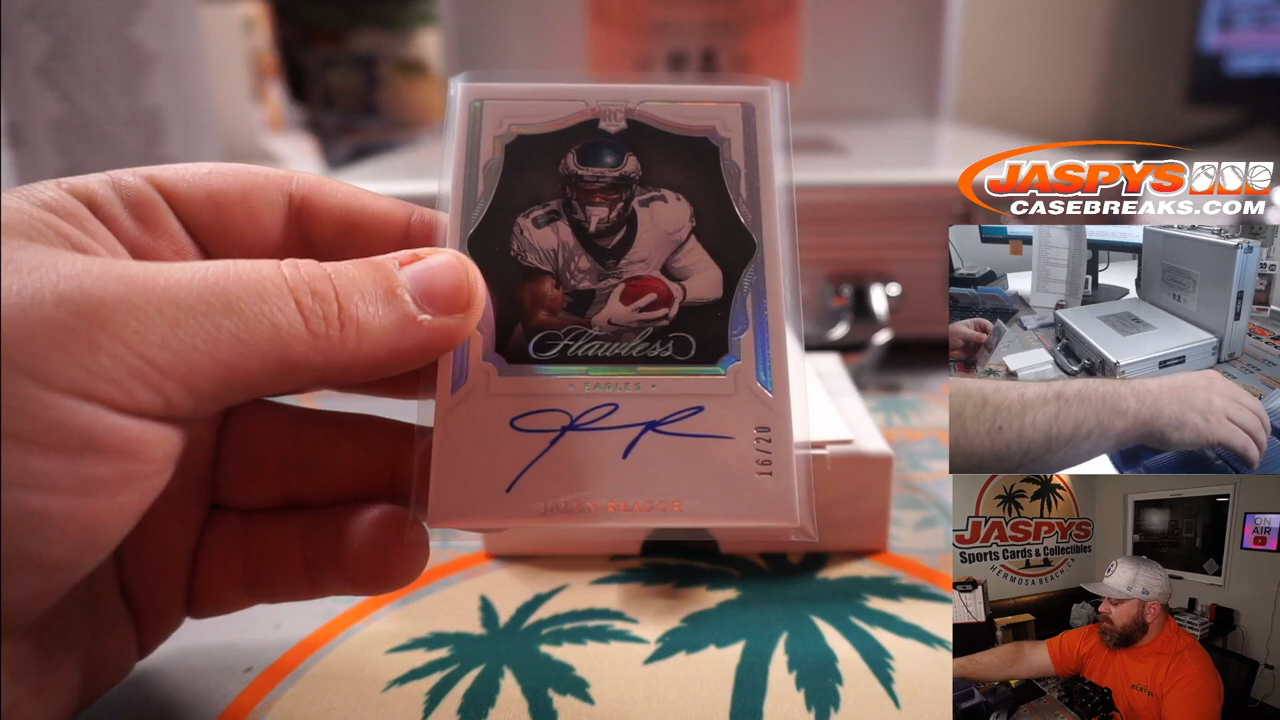 RC
Flawless
• EAGLES •
16/20
JALEN REAGOR
JASPYS
CASEBREAKS.COM
JASPYS
Sports Cards & Collectibles
HERMOSA BEACH, CA
ON
AIR